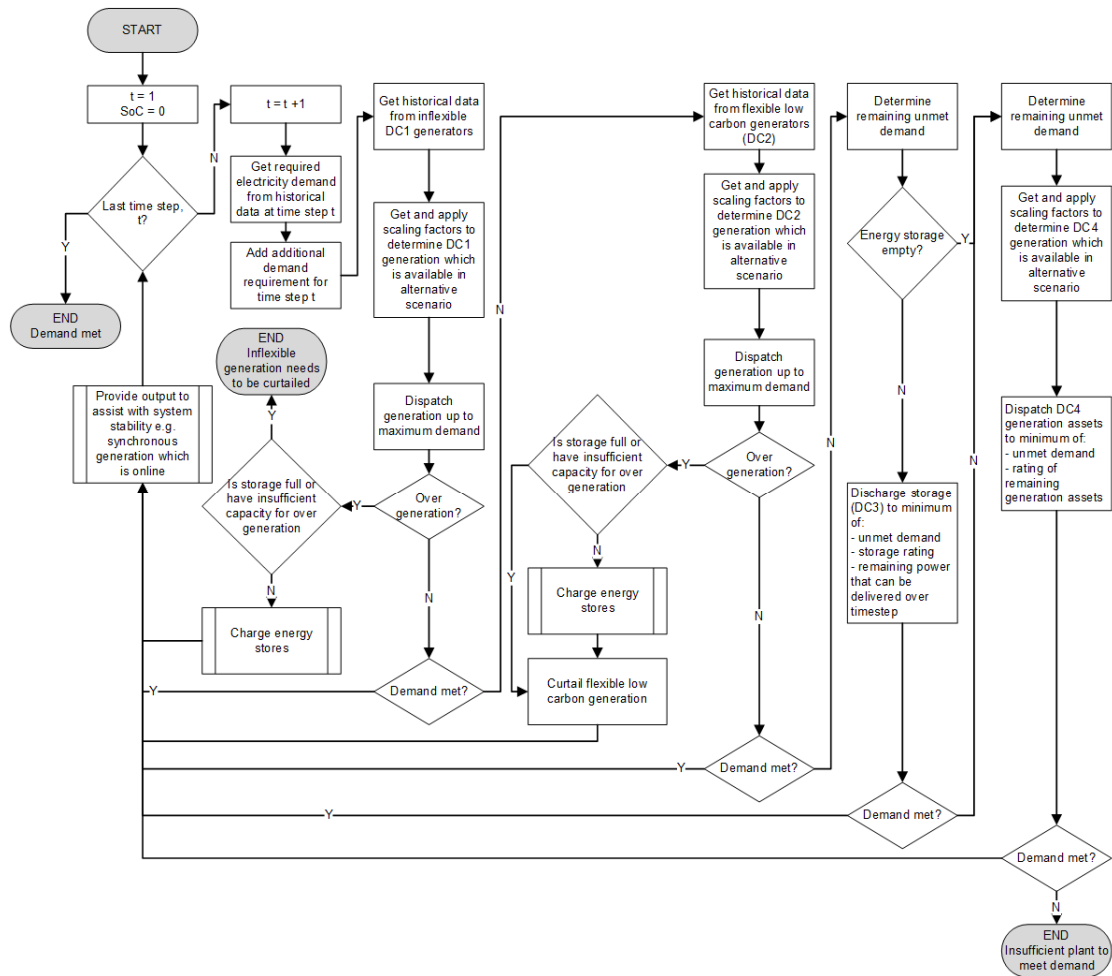 START
t = 1
SoC = 0
Last time step,
t?
N
Y
END
Demand met
Provide output to
assist with system
stability e.g.
synchronous
generation which
is online
t = t +1
Get required
electricity demand
from historical
data at time step t
Add additional
demand
requirement for
time step t
Get historical data
from inflexible
DC1 generators
Get and apply
scaling factors to
determine DC1
generation which
is available in
alternative
scenario
Dispatch
generation up to
maximum demand
Over
generation?
Y
N
Is storage full or
have insufficient
capacity for over
generation
Y
END
Inflexible
generation needs
to be curtailed
N
Charge energy
stores
Demand met?
Y
N
Get historical data
from flexible low
carbon generators
(DC2)
Get and apply
scaling factors to
determine DC2
generation which
is available in
alternative
scenario
Dispatch
generation up to
maximum demand
Over
generation?
Y
N
Is storage full or
have insufficient
capacity for over
generation
Y
N
Charge energy
stores
Curtail flexible low
carbon generation
Demand met?
Y
N
Determine
remaining unmet
demand
Energy storage
empty?
Y
N
Discharge storage
(DC3) to minimum
of:
- unmet demand
- storage rating
- remaining power
that can be
delivered over
timestep
Demand met?
Y
N
Determine
remaining unmet
demand
Get and apply
scaling factors to
determine DC4
generation which
is available in
alternative
scenario
Dispatch DC4
generation assets
to minimum of:
- unmet demand
- rating of
remaining
generation assets
Demand met?
N
END
Insufficient plant to
meet demand